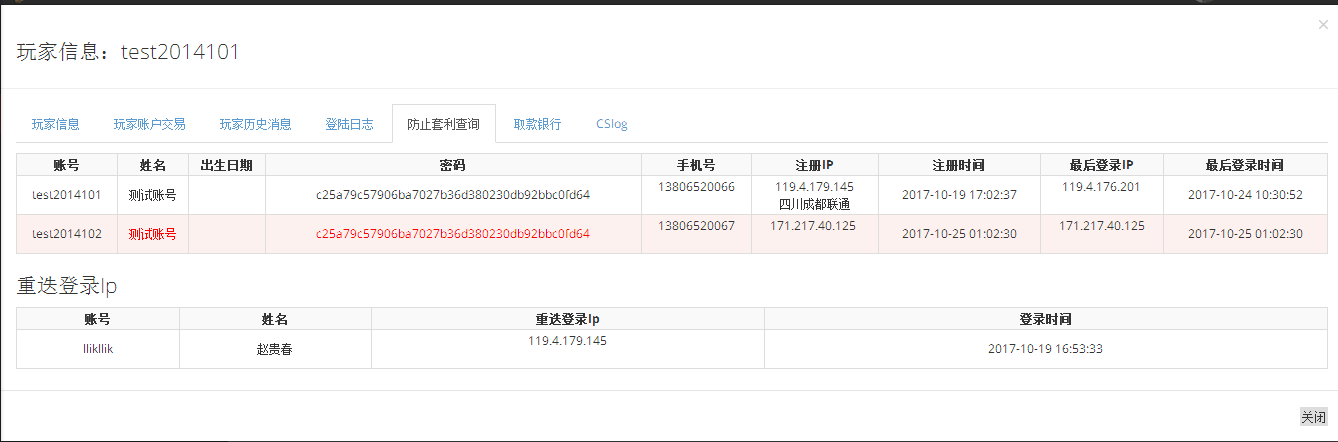 ×
玩家信息：test2014101
玩家信息 玩家账户交易 玩家历史消息 登陆日志 防止套利查询 取款银行 CSlog
账号 姓名 出生日期 密码 手机号 注册IP 注册时间 最后登录IP 最后登录时间
test2014101 测试账号 c25a79c57906ba7027b36d380230db92bbc0fd64 13806520066 119.4.179.145 2017-10-19 17:02:37 119.4.176.201 2017-10-24 10:30:52
四川成都联通
test2014102 测试账号 c25a79c57906ba7027b36d380230db92bbc0fd64 13806520067 171.217.40.125 2017-10-25 01:02:30 171.217.40.125 2017-10-25 01:02:30
重迭登录Ip
账号 姓名 重迭登录Ip 登录时间
llikllik 赵贵春 119.4.179.145 2017-10-19 16:53:33
关闭